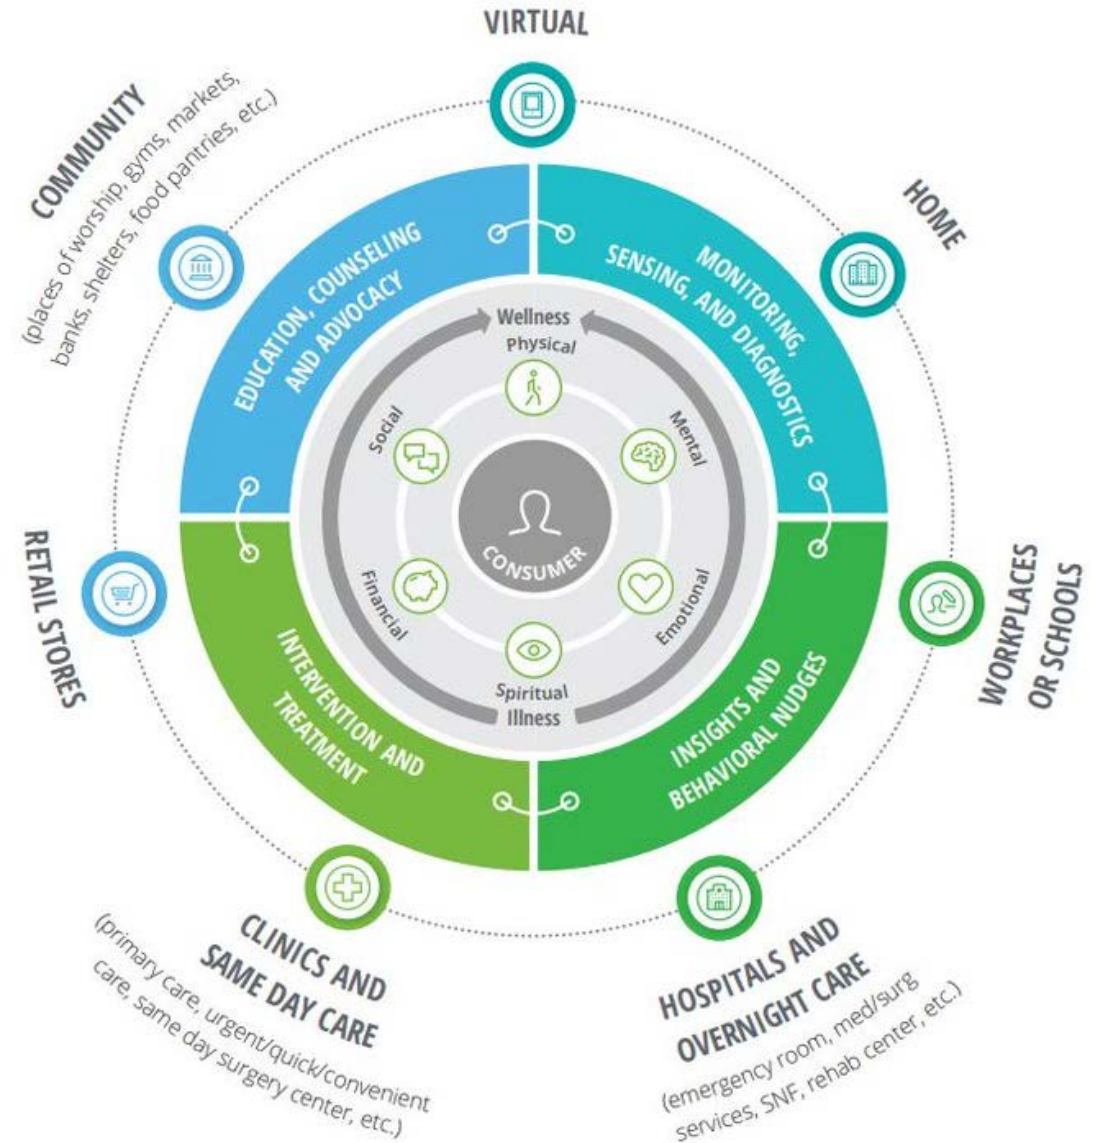 VIRTUAL
COMMUNITY
(places of worship, gyms, markets,
banks, shelters, food pantries, etc.)
HOME
EDUCATION, COUNSELING
AND ADVOCACY
MONITORING,
SENSING, AND DIAGNOSTICS
Wellness
Physical
Social
Mental
CONSUMER
Financial
Emotional
Spiritual
Illness
RETAIL STORES
WORKPLACES
OR SCHOOLS
INTERVENTION AND
TREATMENT
INSIGHTS AND
BEHAVIORAL NUDGES
CLINICS AND
SAME DAY CARE
(primary care, urgent/quick/convenient
care, same day surgery center, etc.)
HOSPITALS AND
OVERNIGHT CARE
(emergency room, med/surg
services, SNF, rehab center, etc.)